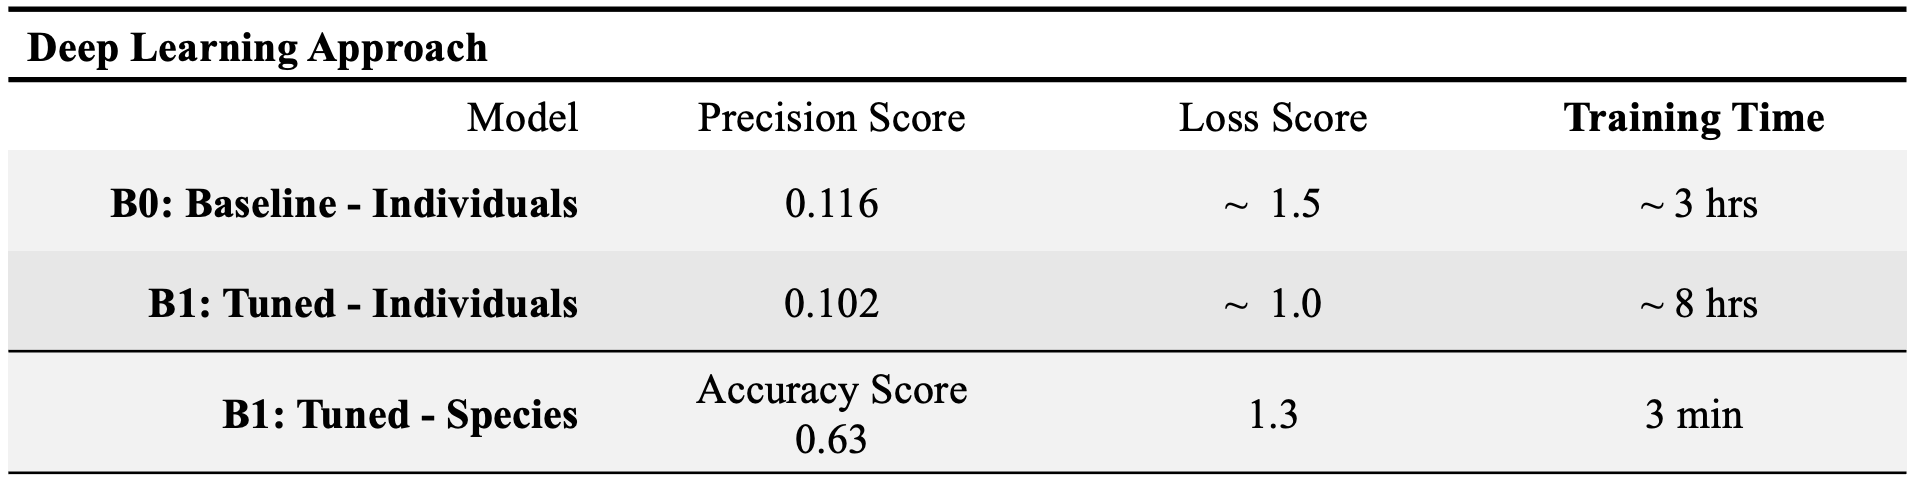 Deep Learning Approach
Model Precision Score Loss Score Training Time
B0: Baseline - Individuals 0.116 ~ 1.5 ~ 3 hrs
B1: Tuned - Individuals 0.102 ~ 1.0 ~ 8 hrs
Accuracy Score
B1: Tuned - Species 1.3 3 min
0.63